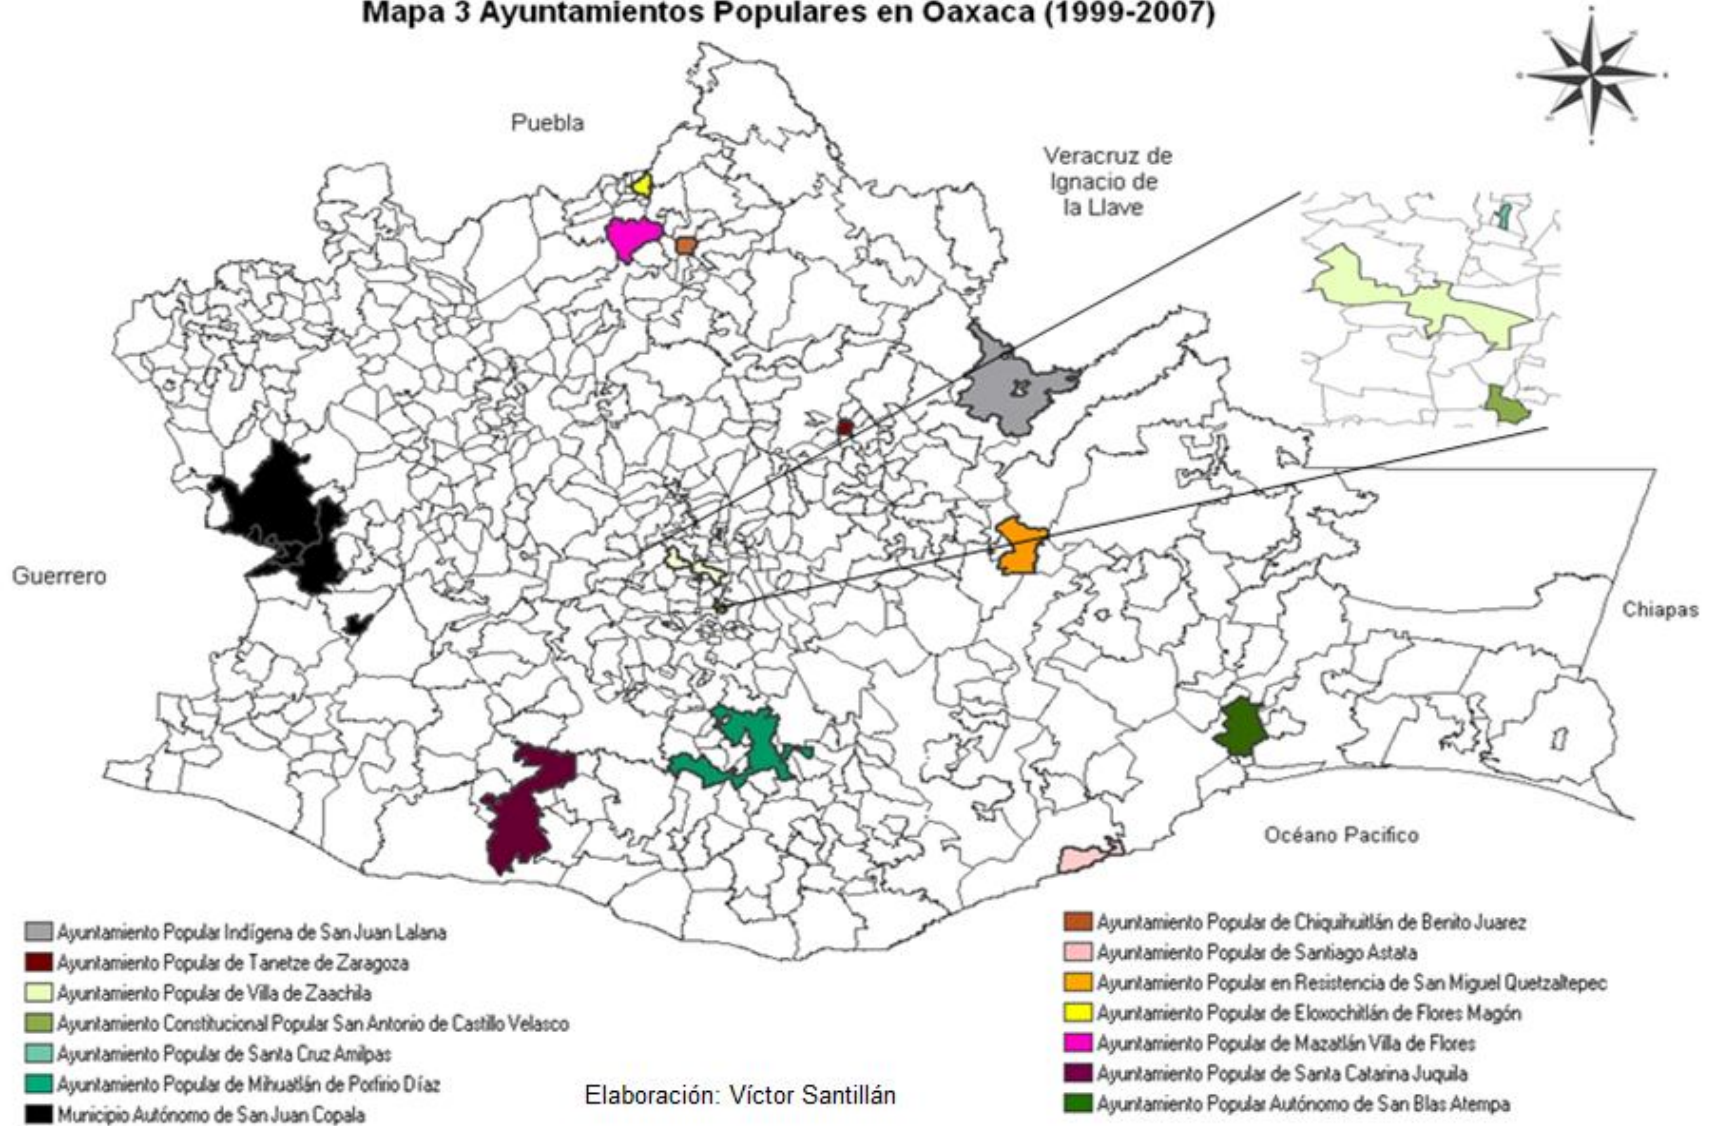 Mapa 3 Ayuntamientos Populares en Oaxaca (1999-2007)
Puebla
Veracruz de
Ignacio de
la Llave
Guerrero
Chiapas
Océano Pacifico
Ayuntamiento Popular Indígena de San Juan Lalana
Ayuntamiento Popular de Tanetze de Zaragoza
Ayuntamiento Popular de Villa de Zaachila
Ayuntamiento Constitucional Popular San Antonio de Castillo Velasco
Ayuntamiento Popular de Santa Cruz Amilpas
Ayuntamiento Popular de Mihuatlán de Porfirio Díaz
Municipio Autónomo de San Juan Copala
Elaboración: Víctor Santillán
Ayuntamiento Popular de Chiquihuitlán de Benito Juarez
Ayuntamiento Popular de Santiago Astata
Ayuntamiento Popular en Resistencia de San Miguel Quetzaltepec
Ayuntamiento Popular de Eloxochitlán de Flores Magón
Ayuntamiento Popular de Mazatlán Villa de Flores
Ayuntamiento Popular de Santa Catarina Juquila
Ayuntamiento Popular Autónomo de San Blas Atempa